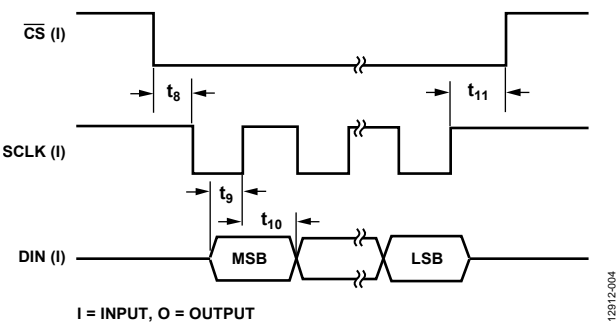 CS (I)
t8
t11
SCLK (I)
t9
t10
DIN (I)
MSB
LSB
I = INPUT, O = OUTPUT
12912-004